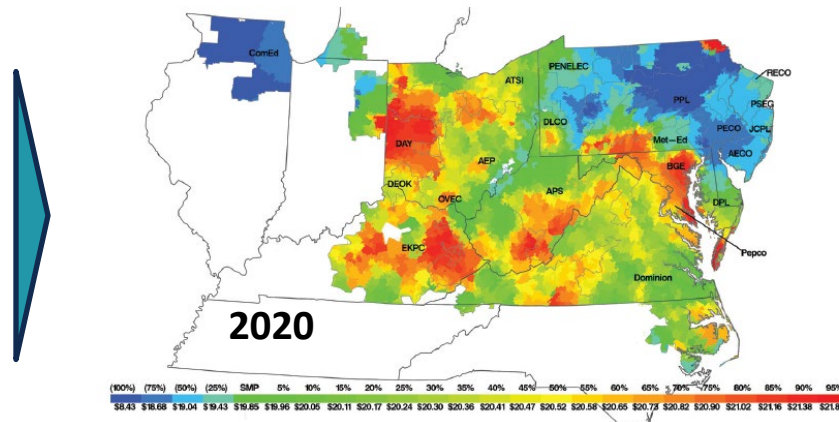 ComEd
PENELEC
ATSI
RECO
PPL
PSEG
DLCO
PECO
JCPL
Met-Ed
DAY
AECO
AEP
BGE
DEOK
APS
OVEC
DPL
EKPC
Pepco
Dominion
2020
(100%) (75%) (50%) (25%) SMP 5% 10% 15% 20% 25% 30% 35% 40% 45% 50% 55% 58% 60% 65% 70% 75% 80% 85% 90% 95%
$8.43 $18.68 $19.04 $19.43 $19.85 $19.96 $20.05 $20.11 $20.17 $20.24 $20.30 $20.36 $20.41 $20.47 $20.52 $20.58 $20.65 $20.73 $20.82 $20.90 $21.02 $21.16 $21.38